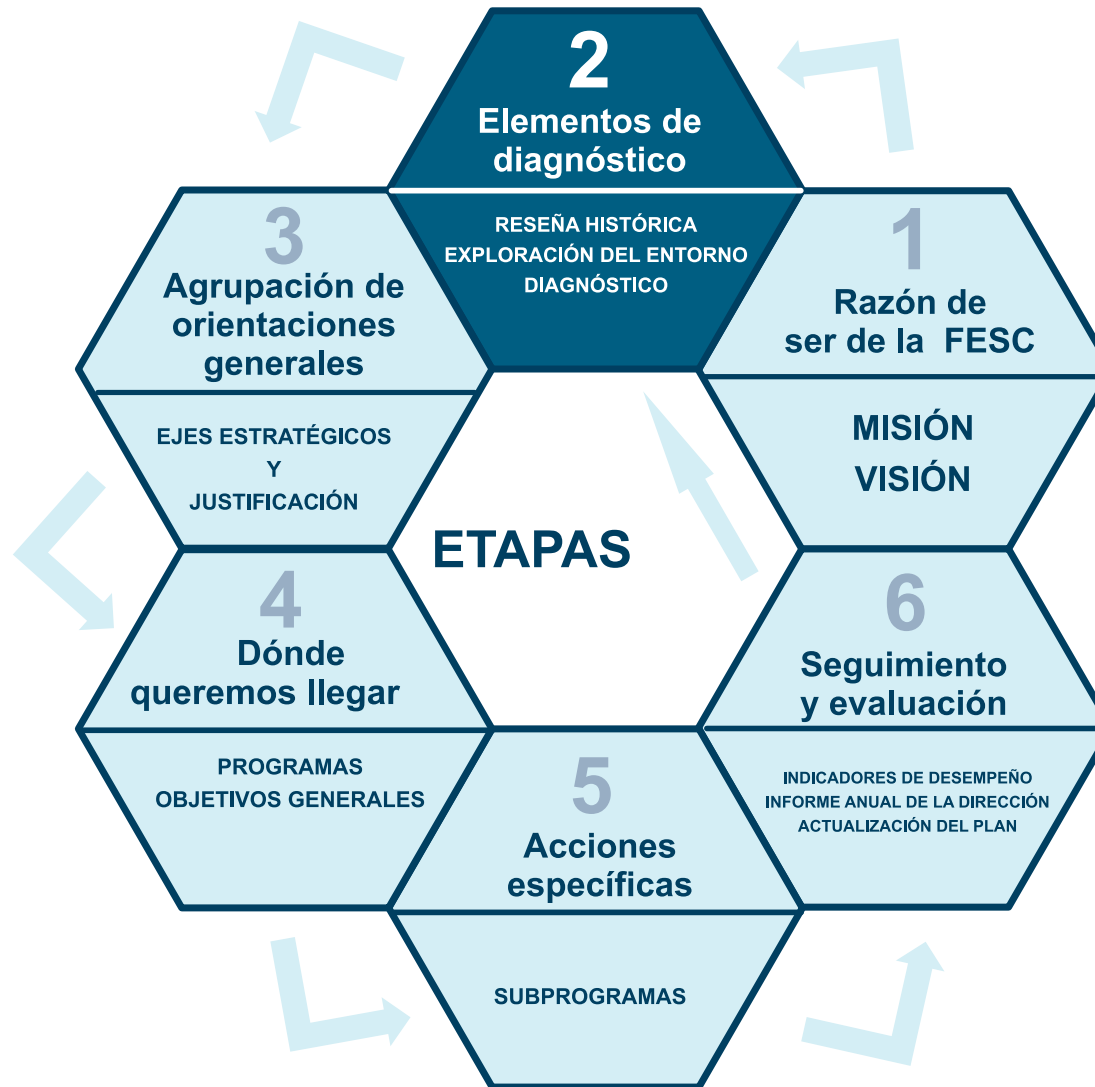 2
Elementos de
diagnóstico
RESEÑA HISTÓRICA
EXPLORACIÓN DEL ENTORNO
DIAGNÓSTICO
1
Razón de
ser de la FESC
MISIÓN
VISIÓN
3
Agrupación de
orientaciones
generales
EJES ESTRATÉGICOS
Y
JUSTIFICACIÓN
ETAPAS
4
Dónde
queremos llegar
PROGRAMAS
OBJETIVOS GENERALES
6
Seguimiento
y evaluación
INDICADORES DE DESEMPEÑO
INFORME ANUAL DE LA DIRECCIÓN
ACTUALIZACIÓN DEL PLAN
5
Acciones
específicas
SUBPROGRAMAS